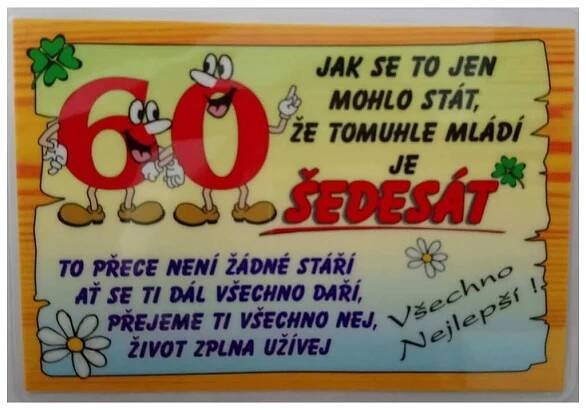 60
JAK SE TO JEN
MOHLO STÁT,
ŽE TOMUHLE MLÁDÍ
JE
ŠEDESÁT
TO PŘECE NENÍ ŽÁDNÉ STÁŘÍ
AŤ SE TI DÁL VŠECHNO DAŘÍ,
PŘEJEME TI VŠECHNO NEJ,
ŽIVOT ZPLNA UŽÍVEJ
Všechno
Nejlepší!